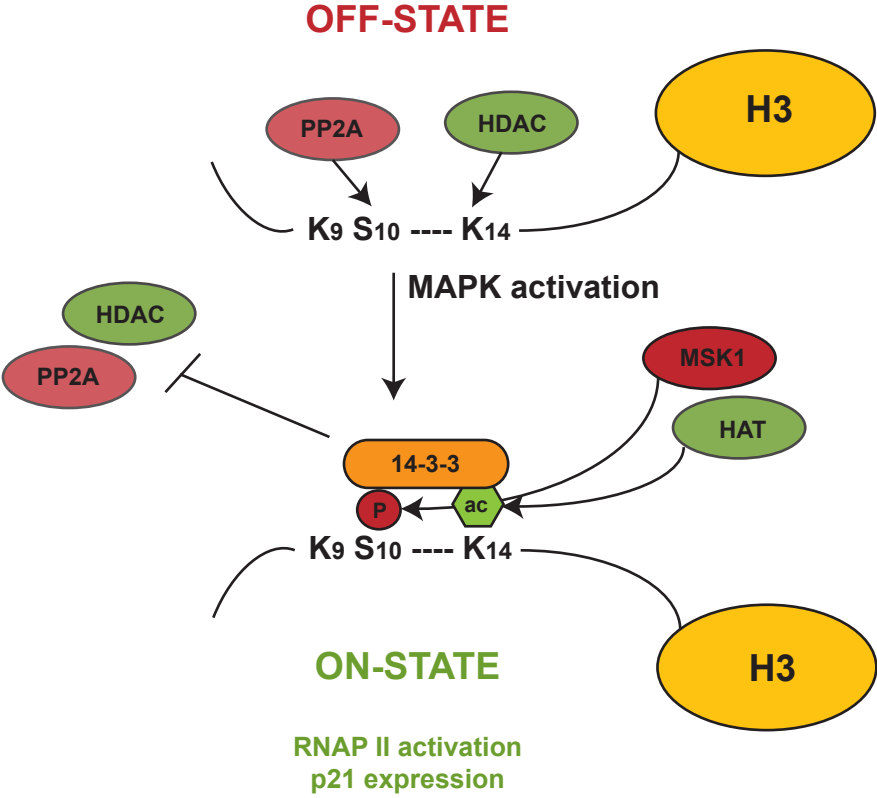 OFF-STATE
PP2A
HDAC
H3
K9 S10 ---- K14
MAPK activation
HDAC
PP2A
MSK1
HAT
14-3-3
P
ac
K9 S10 ---- K14
H3
ON-STATE
RNAP II activation
p21 expression